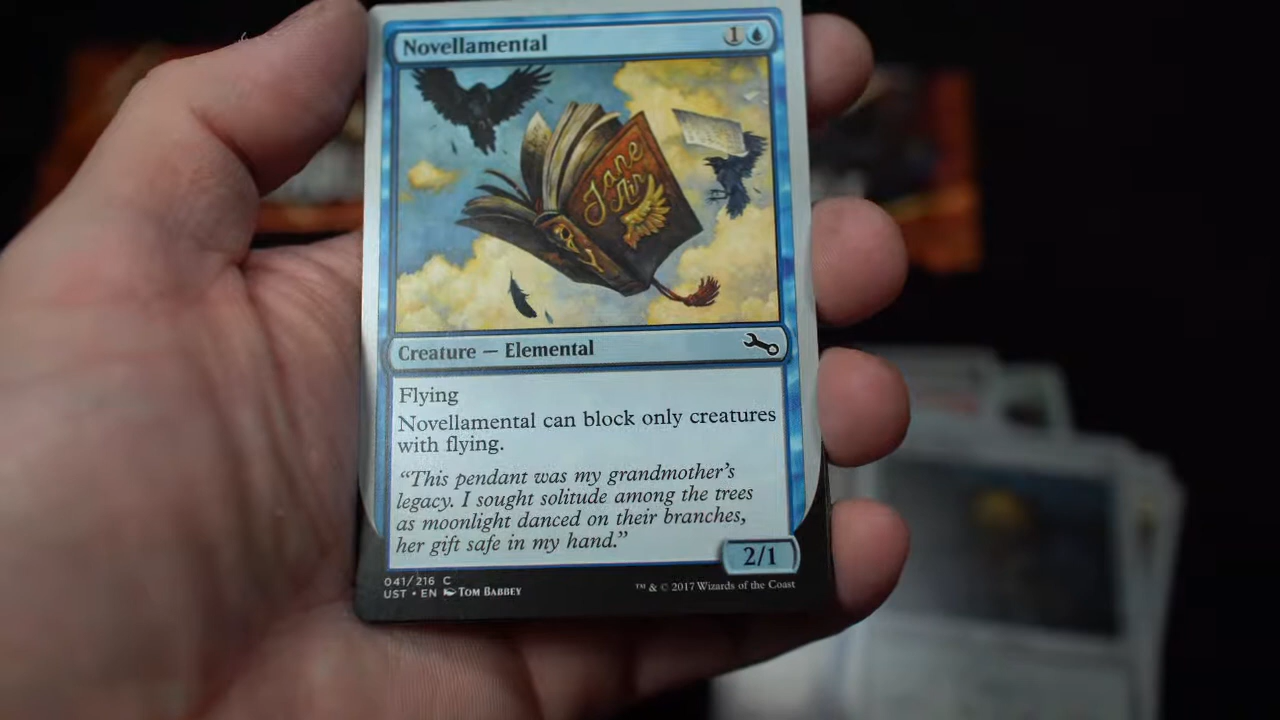 Novellamental
1
Jane
Air
Creature — Elemental
Flying
Novellamental can block only creatures
with flying.
“This pendant was my grandmother’s
legacy. I sought solitude among the trees
as moonlight danced on their branches,
her gift safe in my hand.”
2/1
041/216 C
UST • EN Tom Babbey
™ & © 2017 Wizards of the Coast